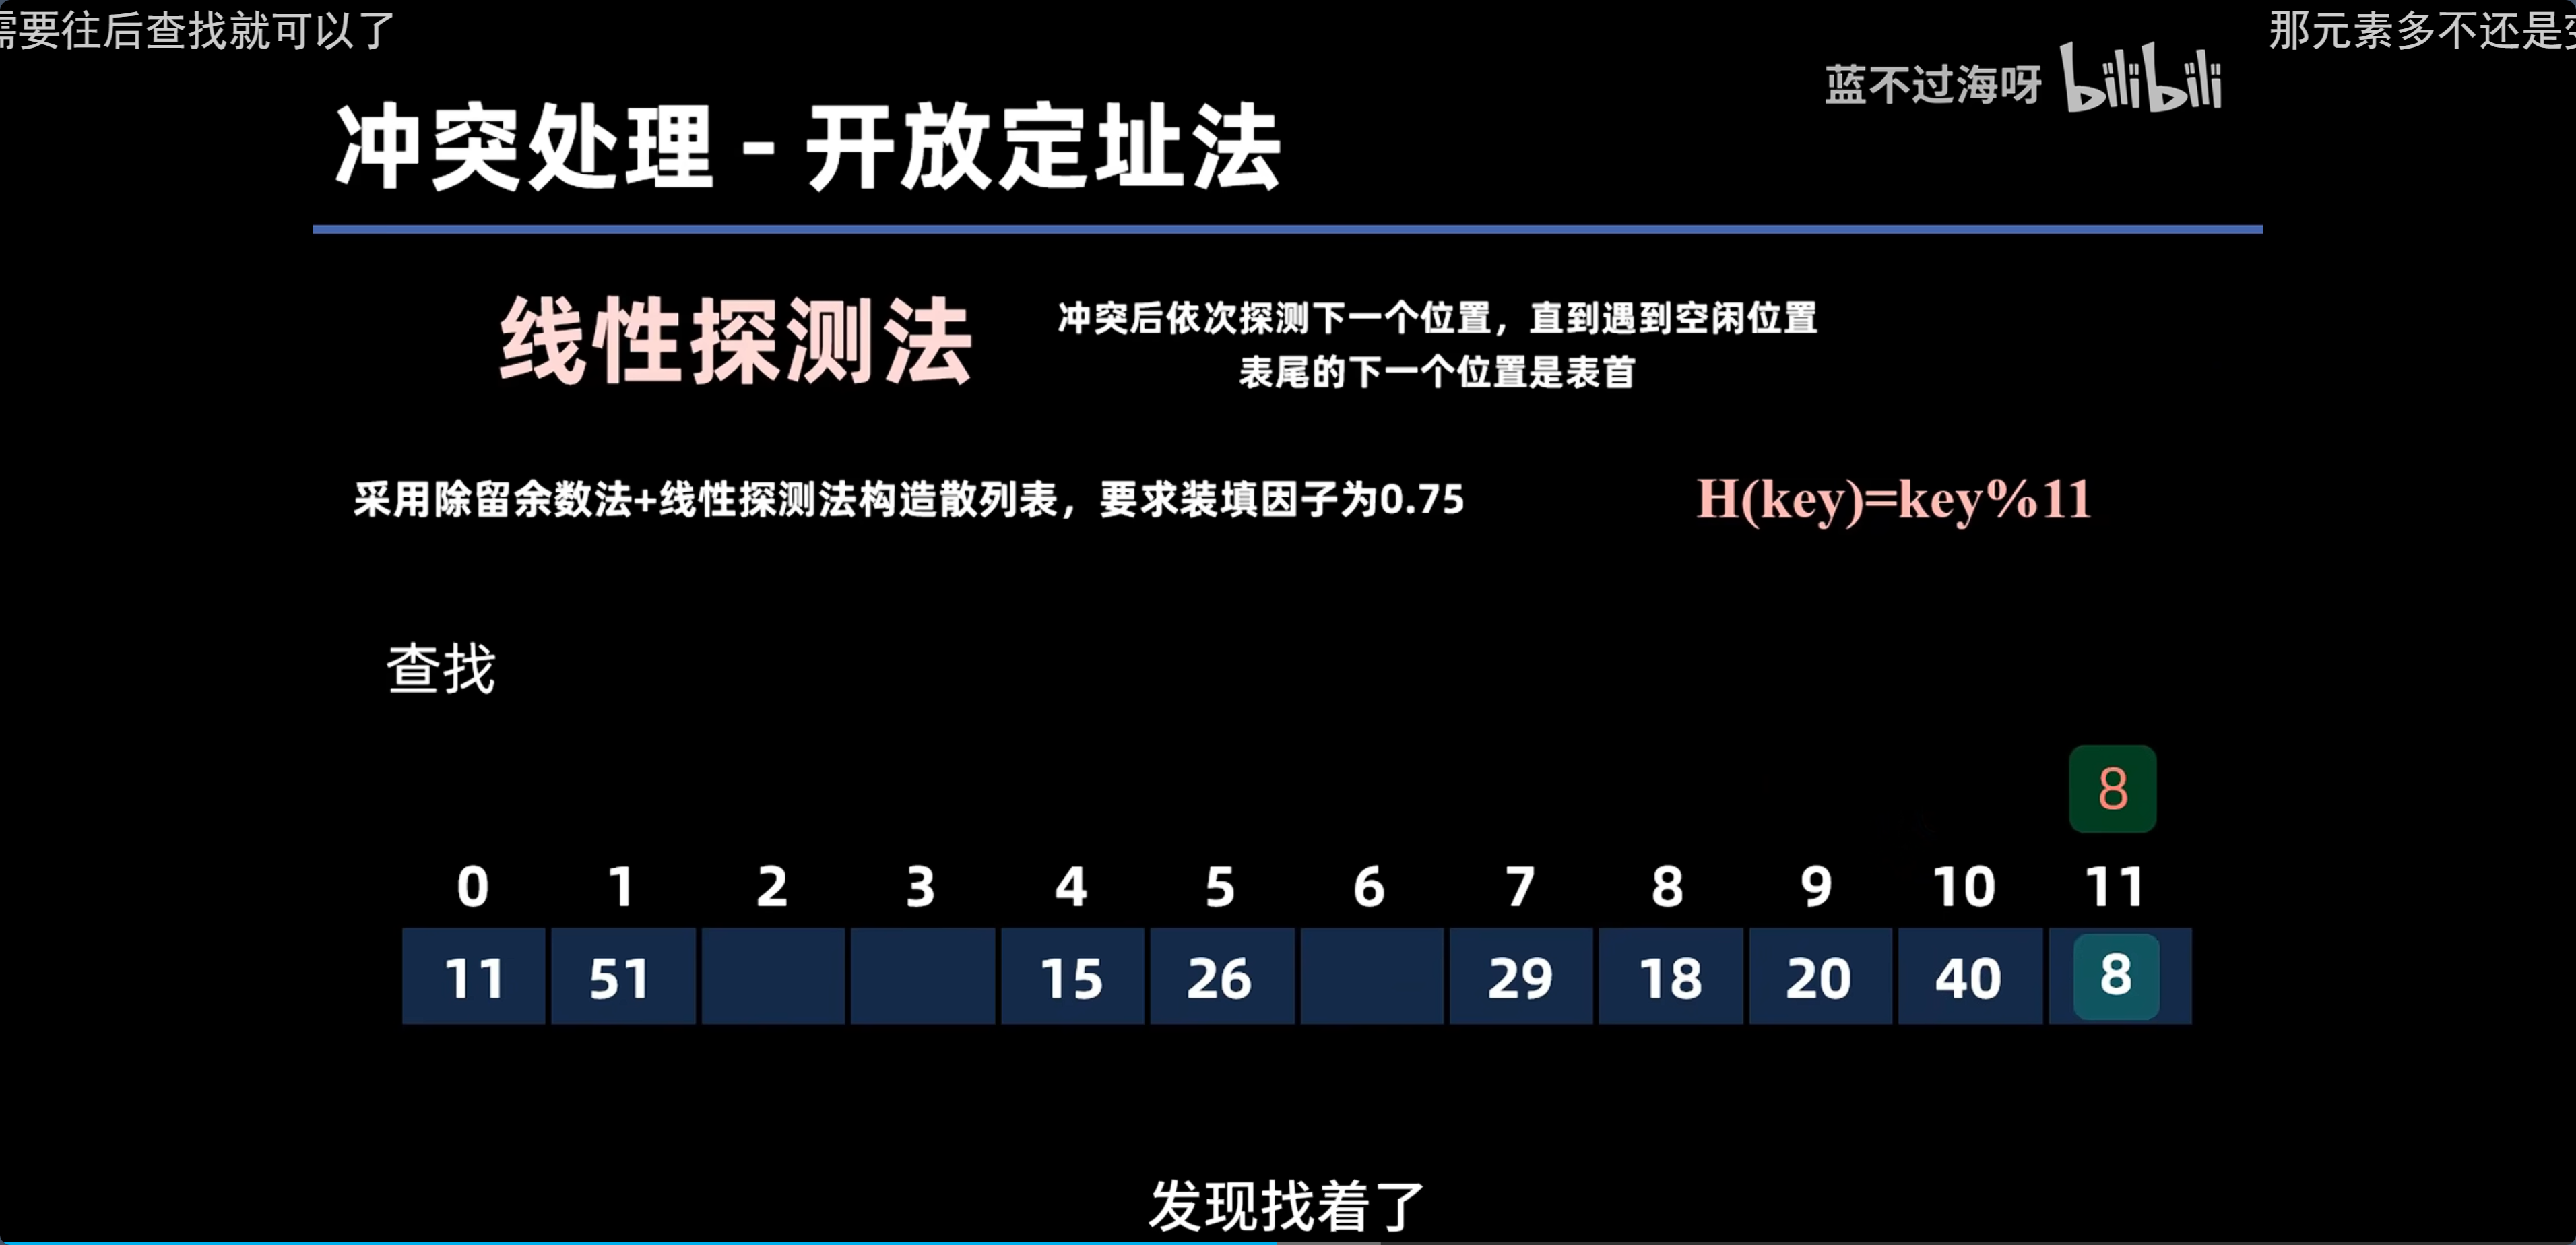 需要往后查找就可以了
那元素多不还是
蓝不过海呀 bilibili
冲突处理 - 开放定址法
线性探测法
冲突后依次探测下一个位置，直到遇到空闲位置
表尾的下一个位置是表首
采用除留余数法+线性探测法构造散列表，要求装填因子为0.75
H(key)=key%11
查找
8
0 1 2 3 4 5 6 7 8 9 10 11
11 51 15 26 29 18 20 40 8
发现找着了